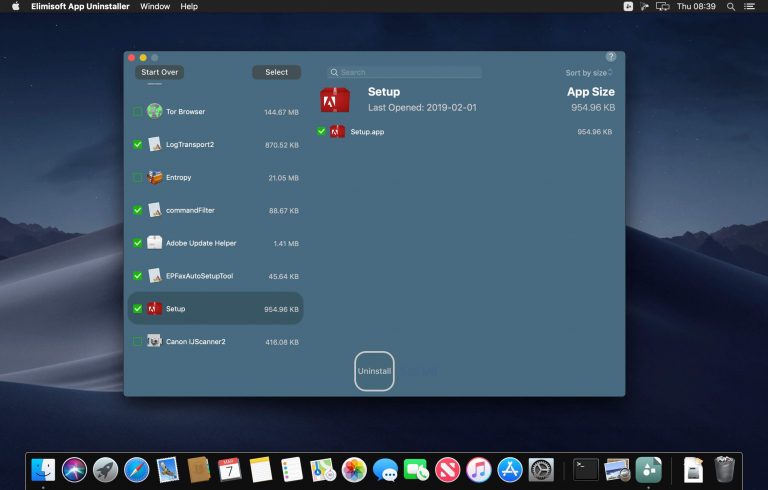 Elimisoft App Uninstaller Window Help Thu 08:39
Start Over Select Search Sort by size
Tor Browser 144.67 MB
LogTransport2 870.52 KB
Entropy 21.05 MB
commandFilter 88.67 KB
Adobe Update Helper 1.41 MB
EPFaxAutoSetupTool 45.64 KB
Setup 954.96 KB
Canon IJScanner2 416.08 KB
?
Setup App Size
Last Opened: 2019-02-01 954.96 KB
Setup.app 954.96 KB
Uninstall
MAY
7